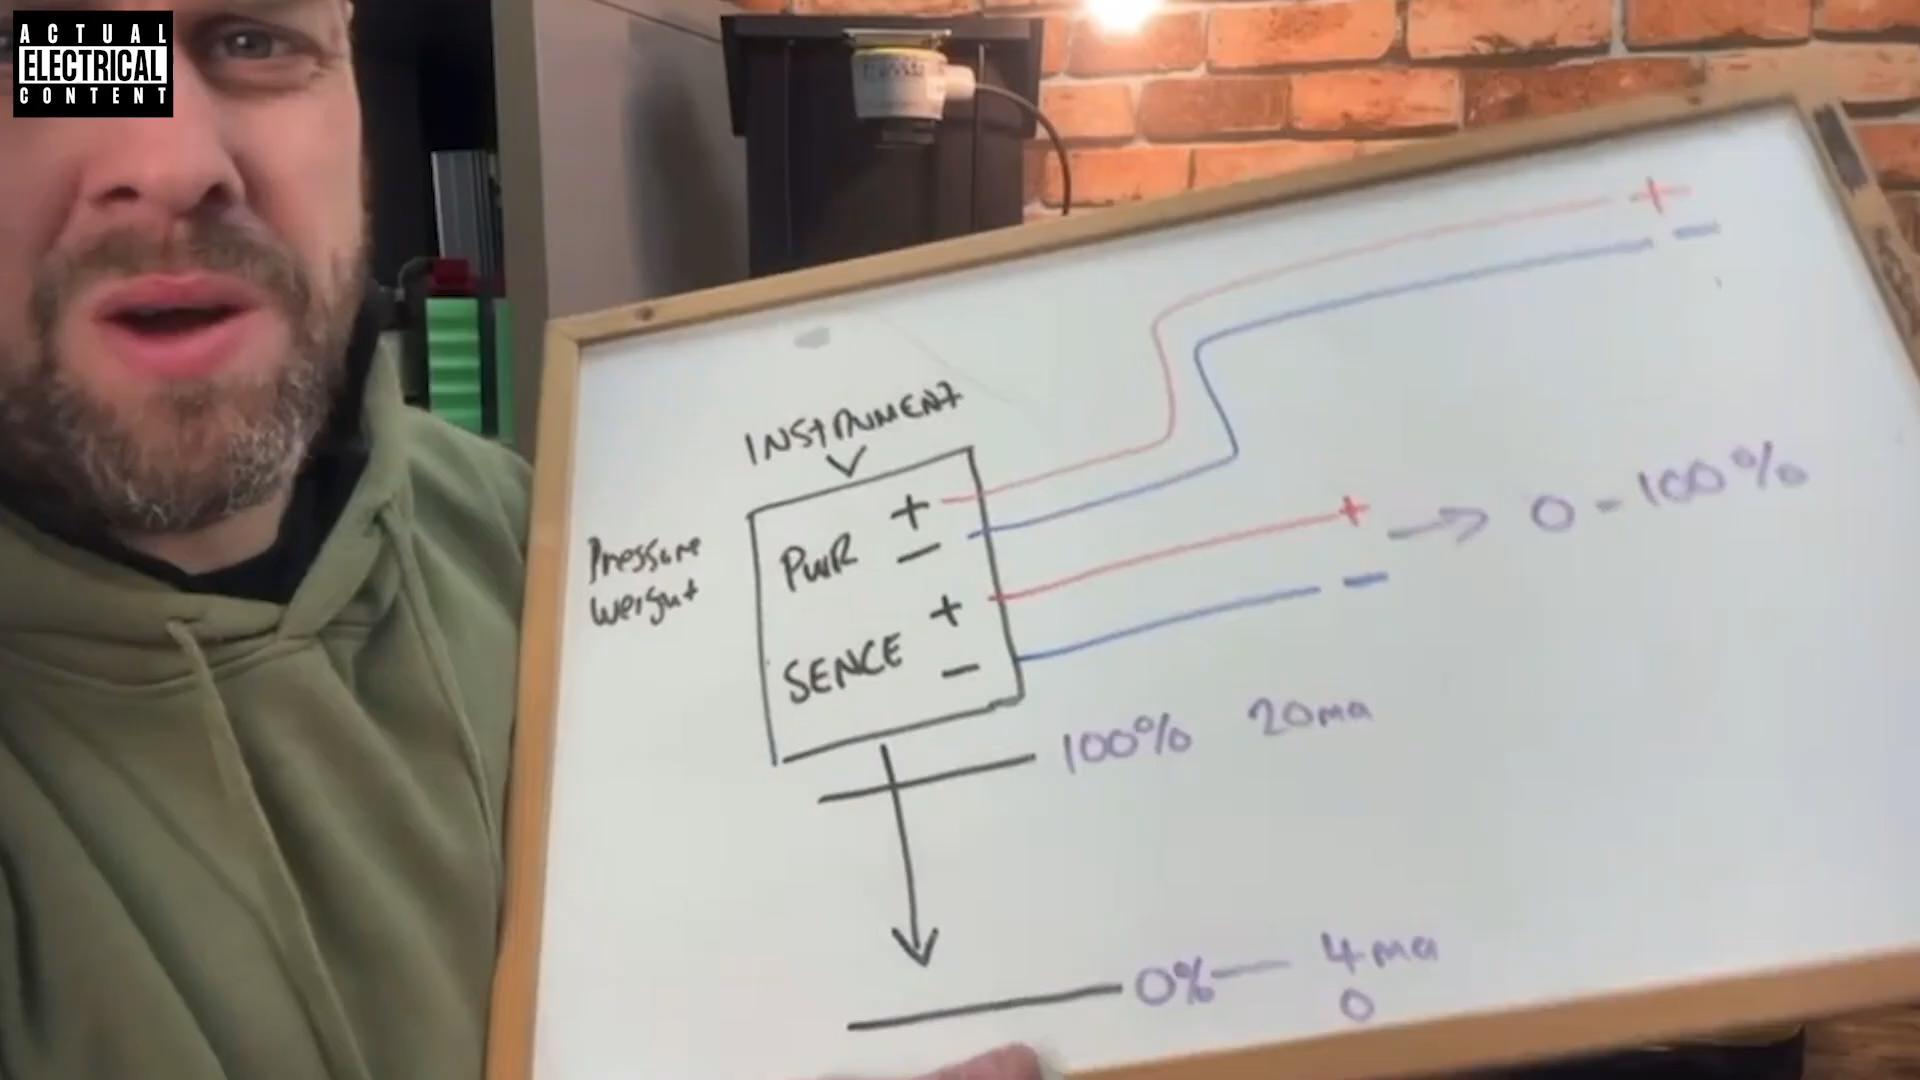 ACTUAL
ELECTRICAL
CONTENT
INSTRUMENT
Pressure
Weight
PWR + −
SENCE + −
+
−
+
−
→ 0 - 100%
100% 20ma
0% — 4ma
0